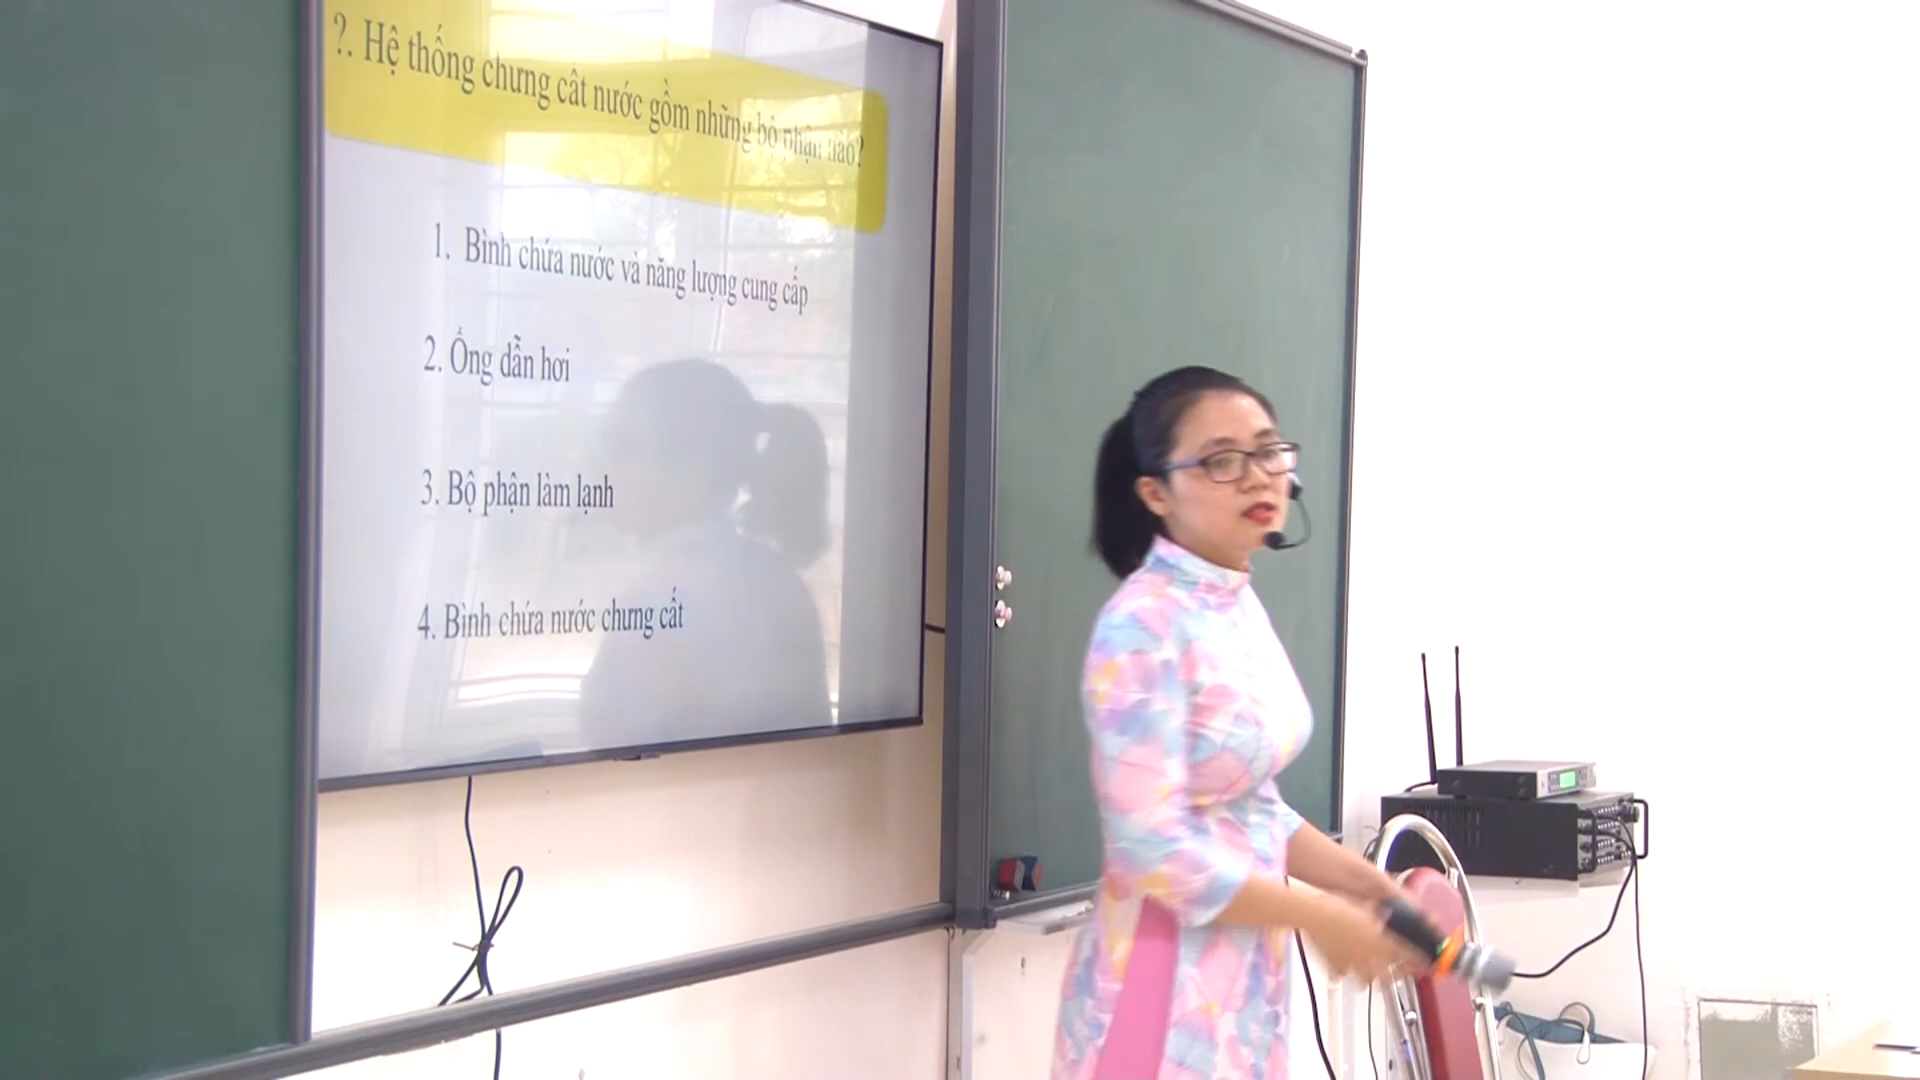 ?. Hệ thống chưng cất nước gồm những bộ phận nào?
1. Bình chứa nước và năng lượng cung cấp
2. Ống dẫn hơi
3. Bộ phận làm lạnh
4. Bình chứa nước chưng cất